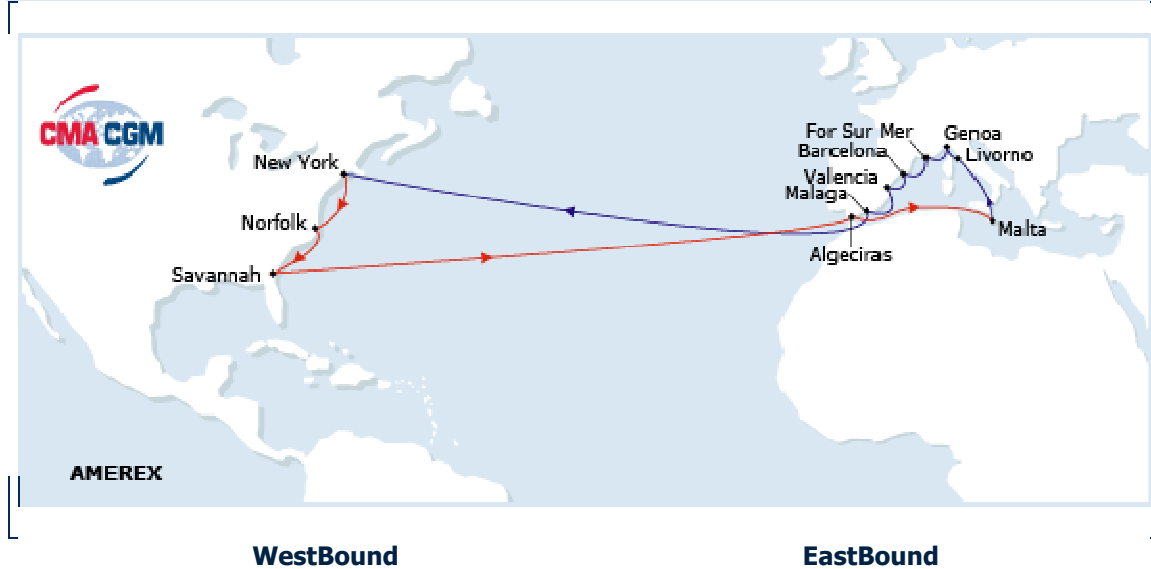 CMA CGM
New York
Norfolk
Savannah
For Sur Mer
Barcelona
Valencia
Malaga
Algeciras
Genoa
Livorno
Malta
AMEREX
WestBound
EastBound